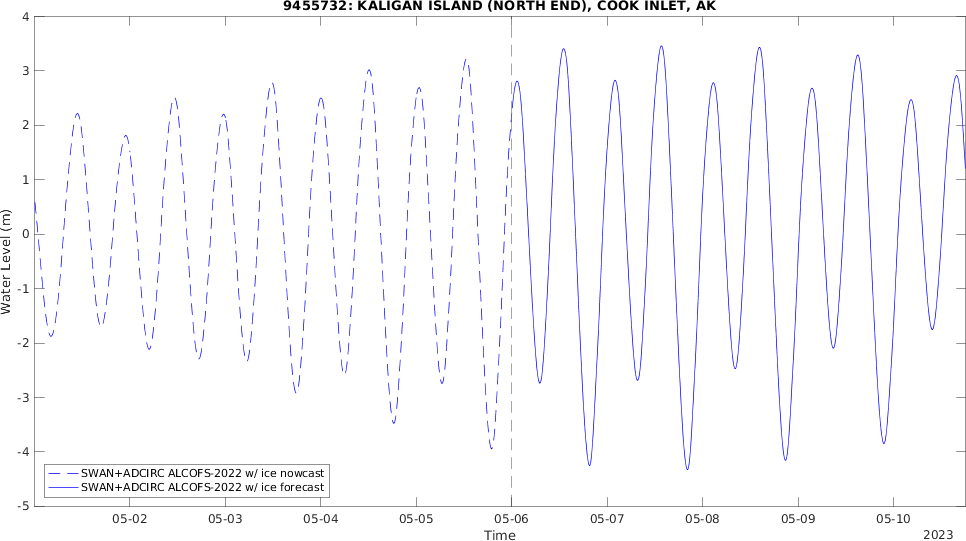 9455732: KALIGAN ISLAND (NORTH END), COOK INLET, AK
4
3
2
1
0
-1
-2
-3
-4
-5
Water Level (m)
SWAN+ADCIRC ALCOFS-2022 w/ ice nowcast
SWAN+ADCIRC ALCOFS-2022 w/ ice forecast
05-02 05-03 05-04 05-05 05-06 05-07 05-08 05-09 05-10
Time
2023